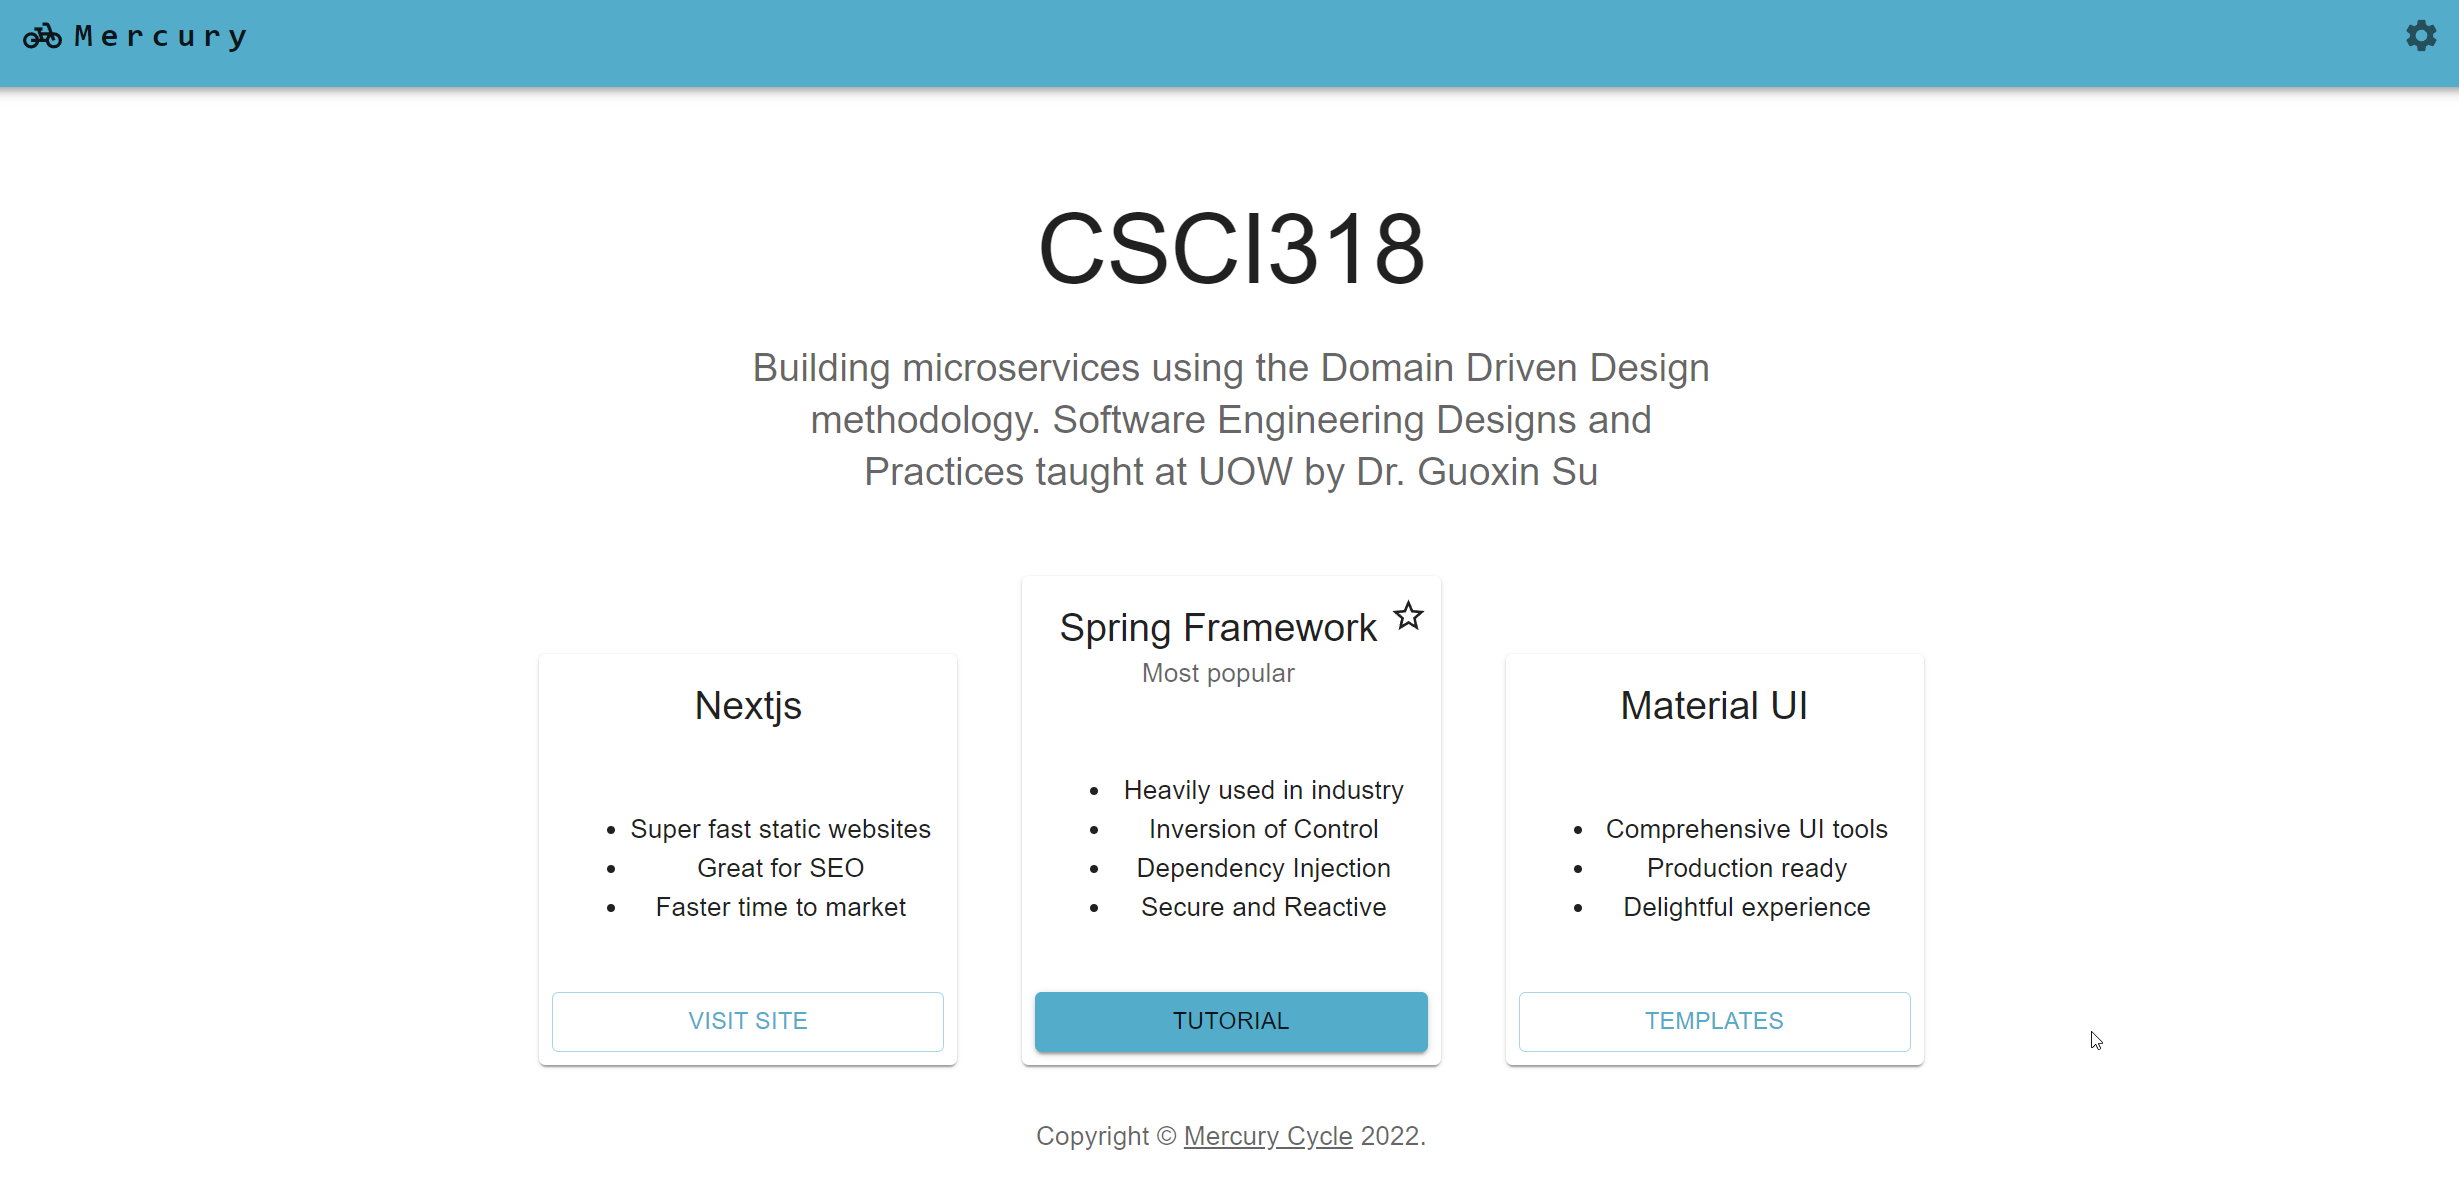 Mercury
CSCI318
Building microservices using the Domain Driven Design
methodology. Software Engineering Designs and
Practices taught at UOW by Dr. Guoxin Su
Nextjs
Super fast static websites
Great for SEO
Faster time to market
VISIT SITE
Spring Framework
Most popular
Heavily used in industry
Inversion of Control
Dependency Injection
Secure and Reactive
TUTORIAL
Material UI
Comprehensive UI tools
Production ready
Delightful experience
TEMPLATES
Copyright © Mercury Cycle 2022.